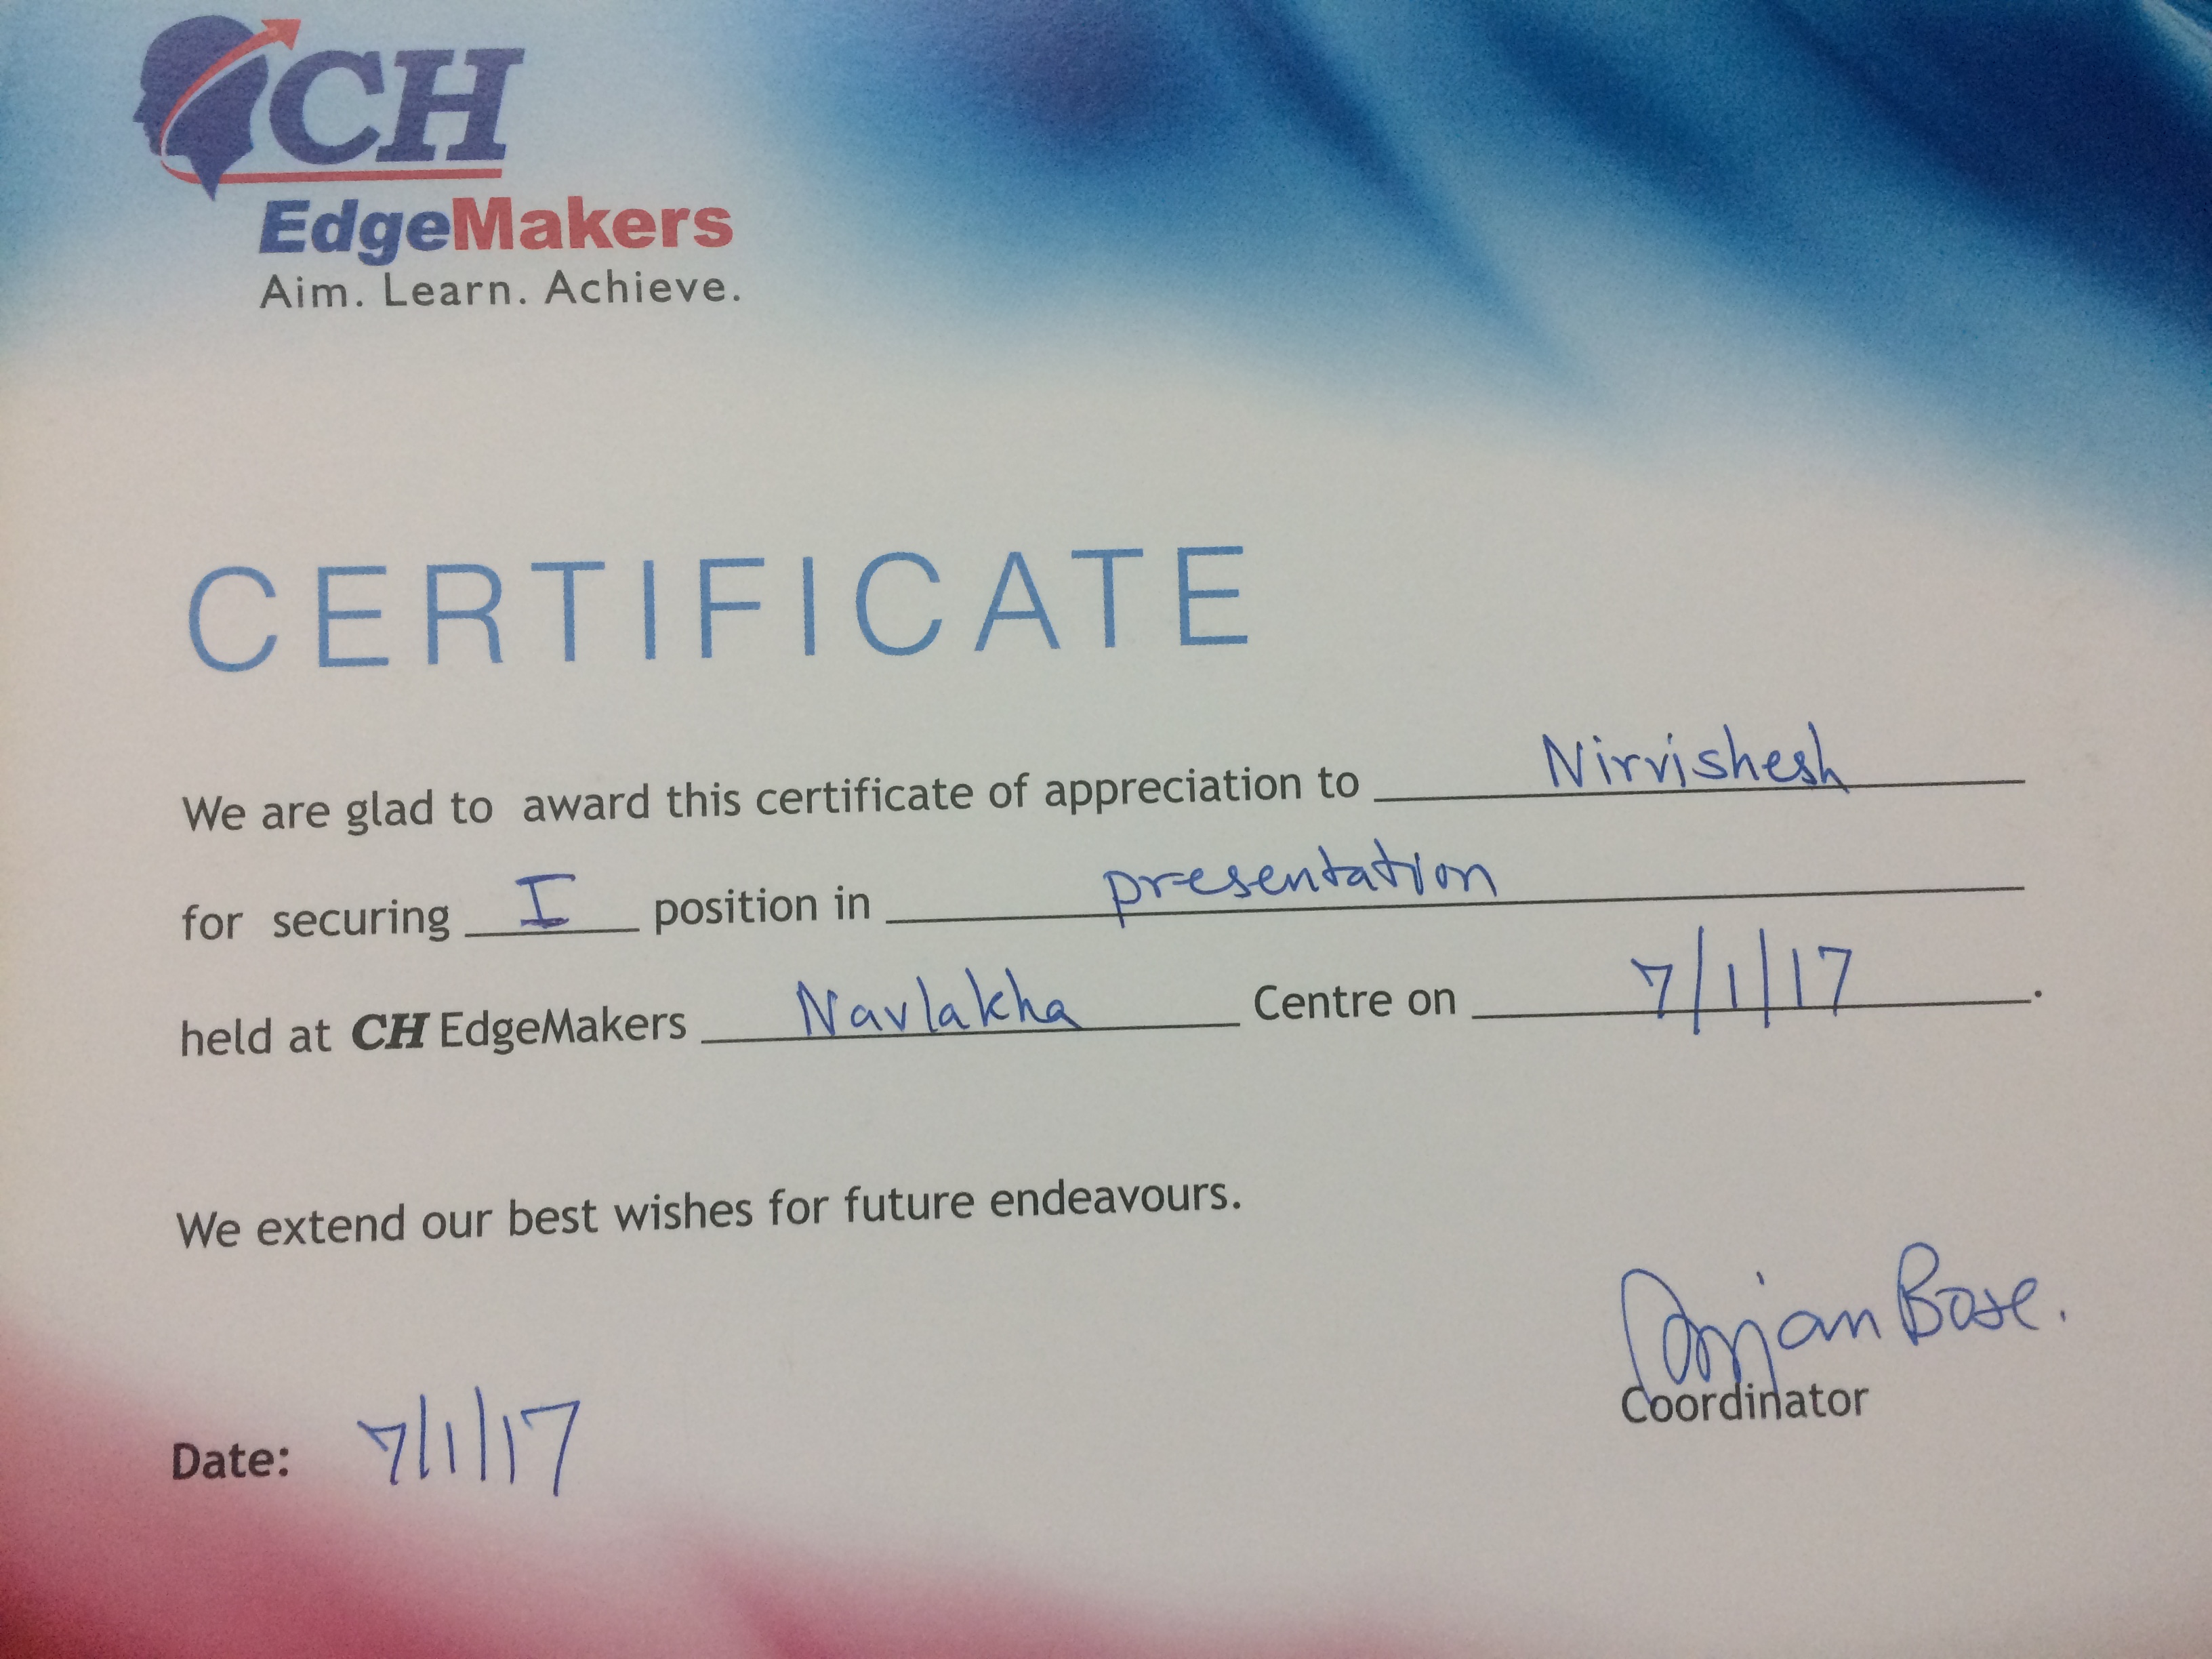 CH
EdgeMakers
Aim. Learn. Achieve.
CERTIFICATE
We are glad to award this certificate of appreciation to Nirvishesh
for securing I position in presentation
held at CH EdgeMakers Navlakha Centre on 7/1/17.
We extend our best wishes for future endeavours.
Anjan Bose.
Coordinator
Date: 7/1/17